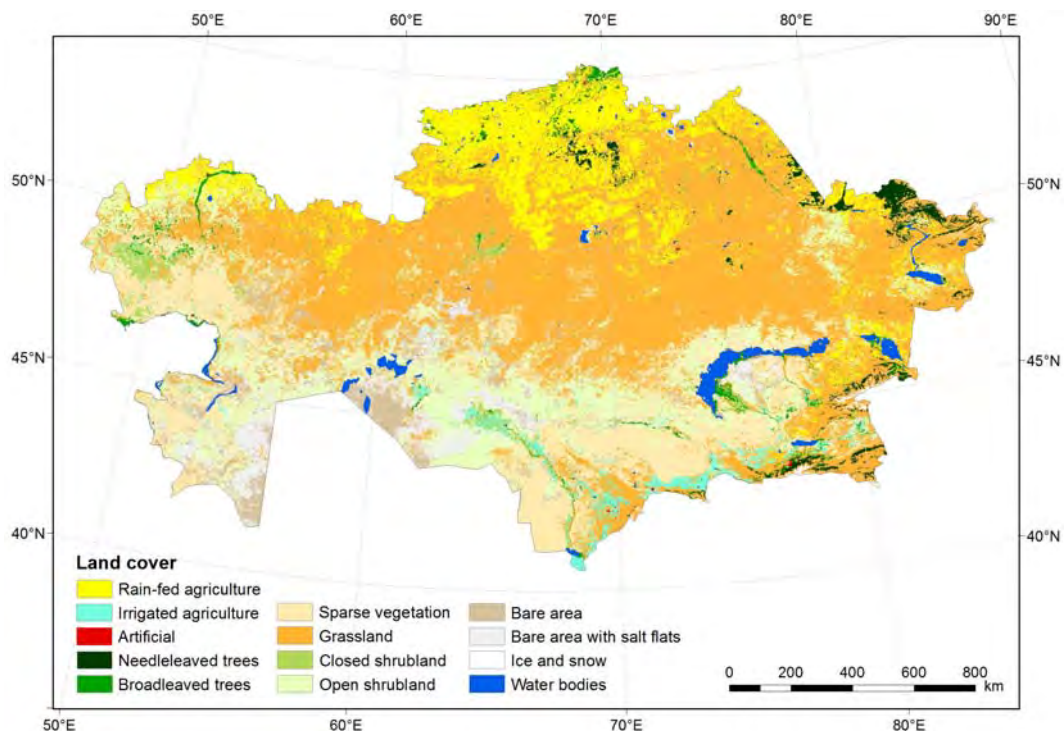 50°E 60°E 70°E 80°E 90°E
50°N 50°N
45°N 45°N
40°N 40°N
Land cover
Rain-fed agriculture
Irrigated agriculture Sparse vegetation Bare area
Artificial Grassland Bare area with salt flats
Needleleaved trees Closed shrubland Ice and snow
Broadleaved trees Open shrubland Water bodies
0 200 400 600 800
km
50°E 60°E 70°E 80°E